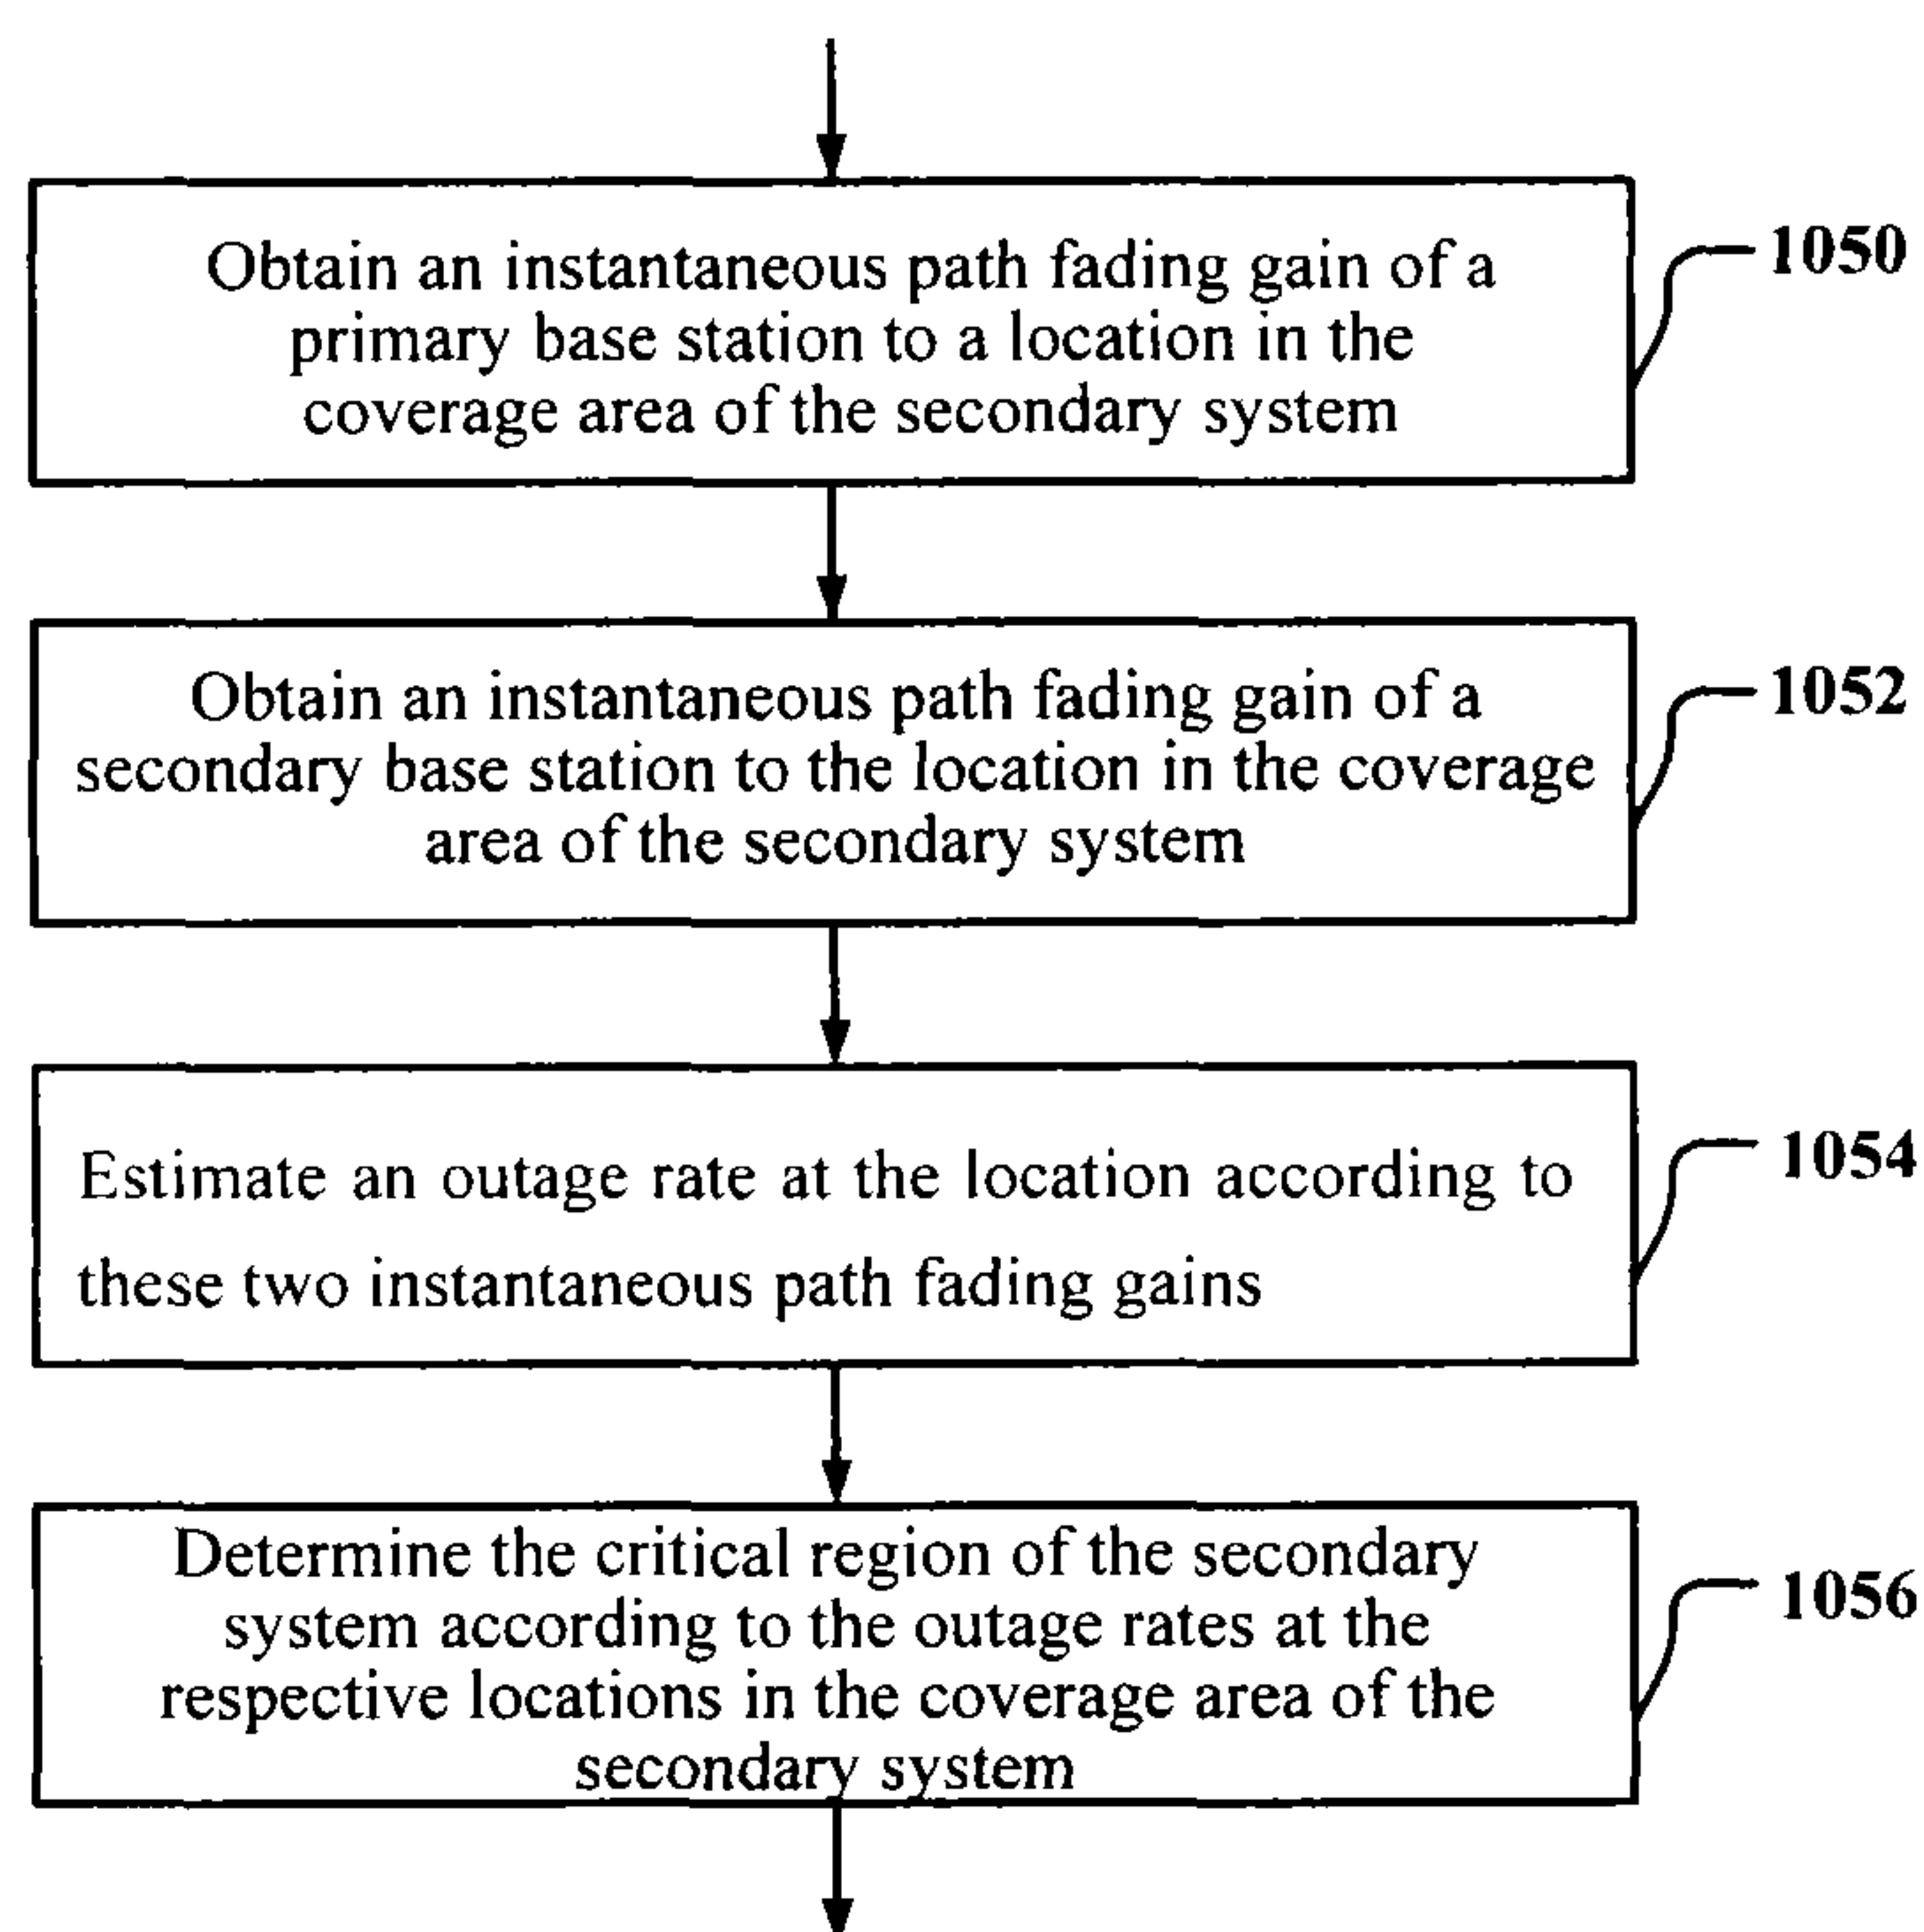 Obtain an instantaneous path fading gain of a
primary base station to a location in the
coverage area of the secondary system
1050
Obtain an instantaneous path fading gain of a
secondary base station to the location in the coverage
area of the secondary system
1052
Estimate an outage rate at the location according to
these two instantaneous path fading gains
1054
Determine the critical region of the secondary
system according to the outage rates at the
respective locations in the coverage area of the
secondary system
1056